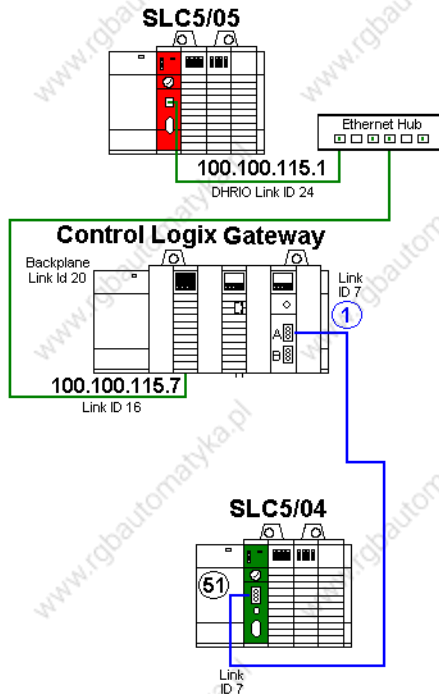 SLC5/05
Ethernet Hub
100.100.115.1
DHRIO Link ID 24
Control Logix Gateway
Backplane
Link Id 20
Link
ID 7
1
A
B
100.100.115.7
Link ID 16
SLC5/04
51
Link
ID 7
www.rgbautomatyka.pl